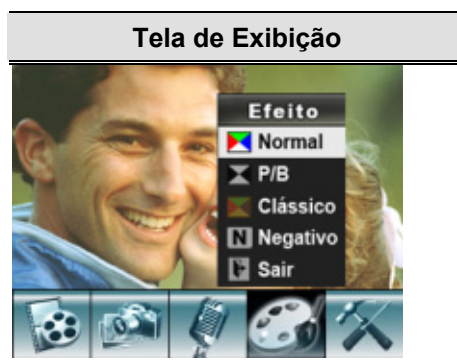 Tela de Exibição
Efeito
Normal
P/B
Clássico
N Negativo
Sair